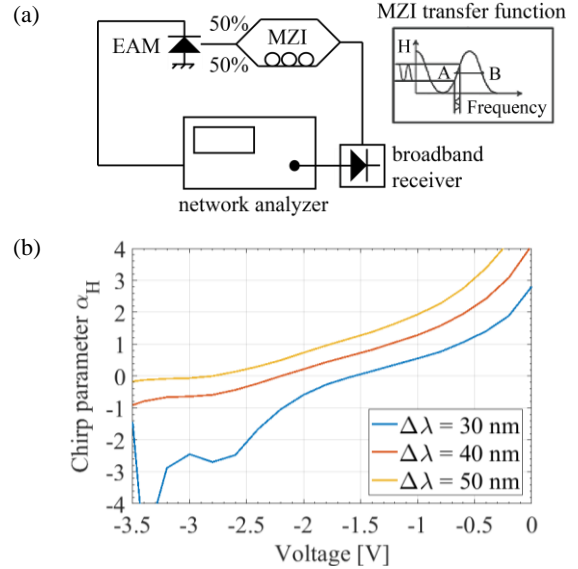 (a)
50%
EAM
50%
MZI
MZI transfer function
H
A
B
Frequency
network analyzer
broadband
receiver
(b)
Chirp parameter α_H
4
3
2
1
0
-1
-2
-3
-4
Δλ = 30 nm
Δλ = 40 nm
Δλ = 50 nm
-3.5
-3
-2.5
-2
-1.5
-1
-0.5
0
Voltage [V]